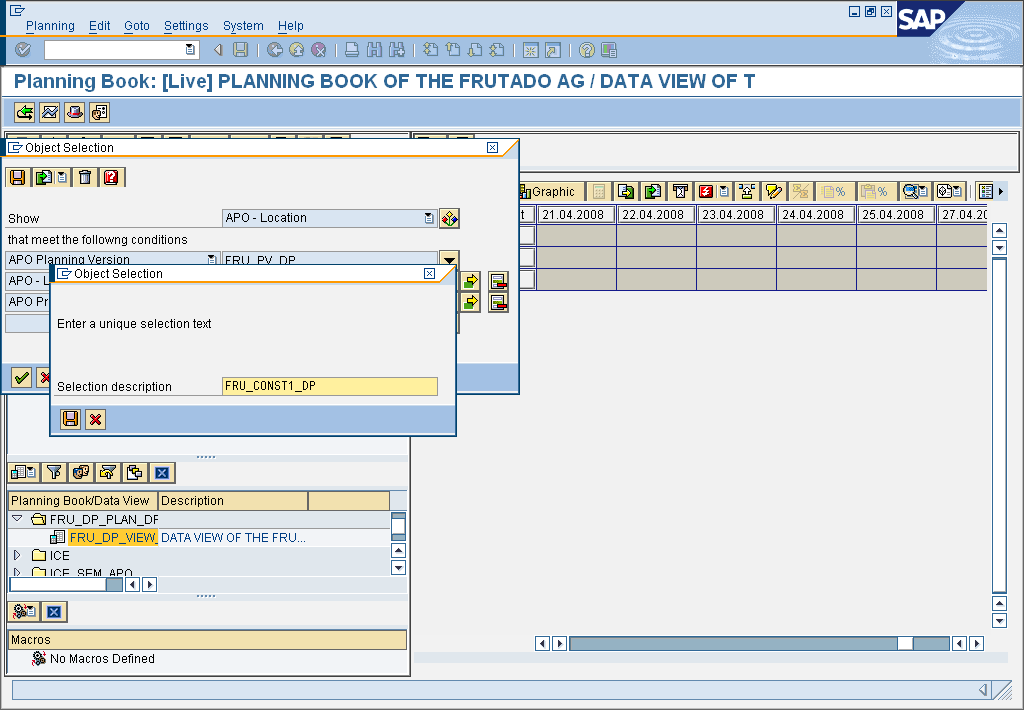 Planning Edit Goto Settings System Help
SAP
Planning Book: [Live] PLANNING BOOK OF THE FRUTADO AG / DATA VIEW OF T
Object Selection
Graphic
Show APO - Location
21.04.2008 22.04.2008 23.04.2008 24.04.2008 25.04.2008 27.04.20
that meet the followng conditions
APO Planning Version FRU_PV_DP
Object Selection
APO - L
APO Pr
Enter a unique selection text
Selection description FRU_CONST1_DP
Planning Book/Data View Description
FRU_DP_PLAN_DP
FRU_DP_VIEW_ DATA VIEW OF THE FRU...
ICE
ICE_SEM_APO
Macros
No Macros Defined